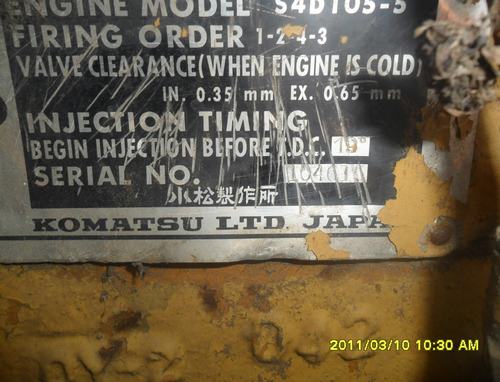 ENGINE MODEL S4D105-5
FIRING ORDER 1-2-4-3
VALVE CLEARANCE (WHEN ENGINE IS COLD)
IN. 0.35 mm EX. 0.65 mm
INJECTION TIMING
BEGIN INJECTION BEFORE T.D.C.
SERIAL NO.
小松製作所
KOMATSU LTD JAPA
2011/03/10 10:30 AM